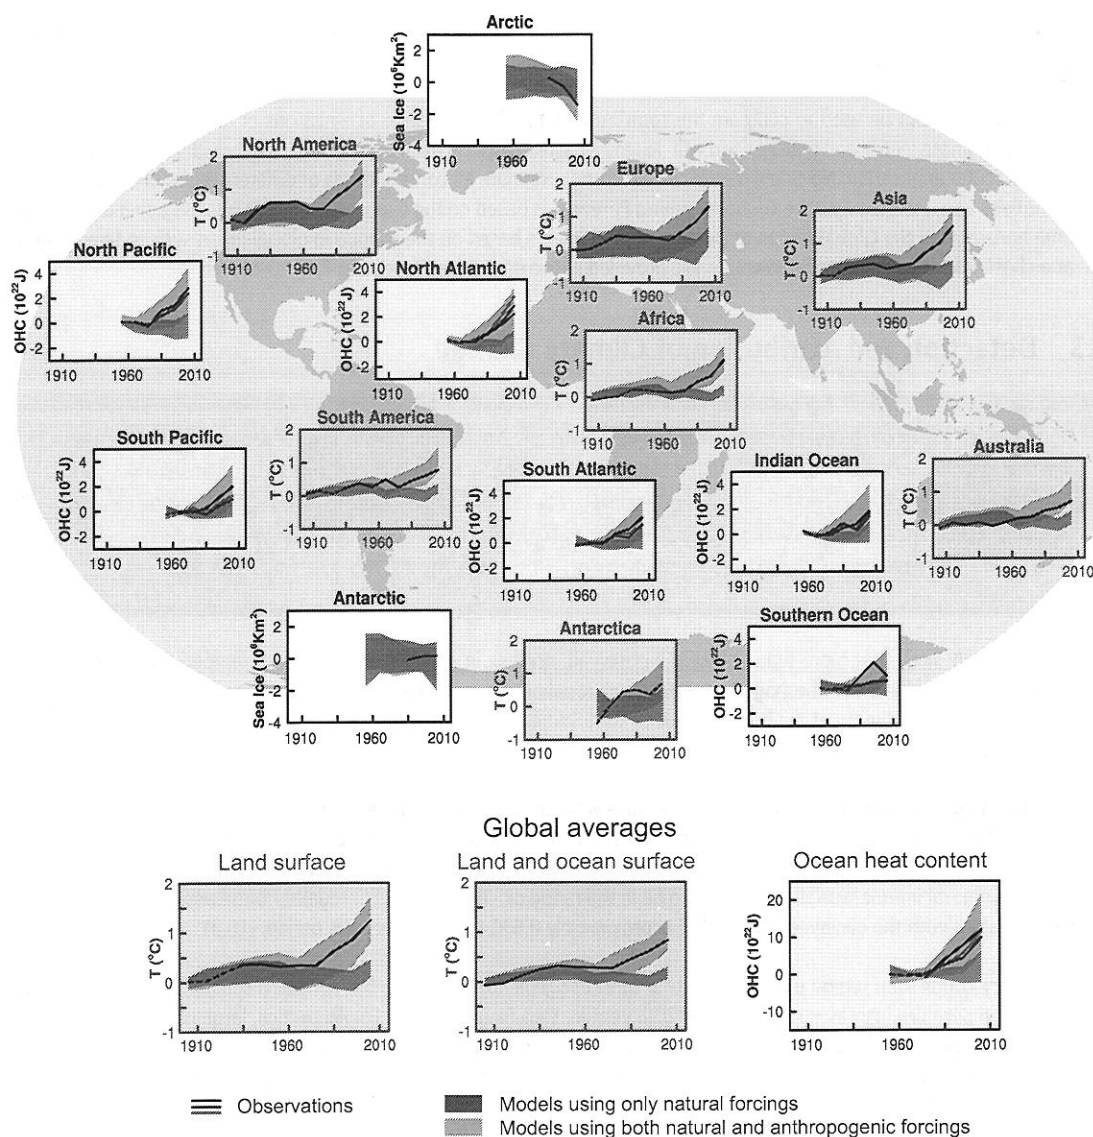 Arctic
Sea Ice (10⁶Km²)
2
0
-2
-4
1910 1960 2010
North America
T (°C)
2
1
0
-1
1910 1960 2010
Europe
T (°C)
2
1
0
-1
1910 1960 2010
Asia
T (°C)
2
1
0
-1
1910 1960 2010
North Pacific
OHC (10²²J)
4
2
0
-2
1910 1960 2010
North Atlantic
OHC (10²²J)
4
2
0
-2
1910 1960 2010
Africa
T (°C)
2
1
0
-1
1910 1960 2010
South Pacific
OHC (10²²J)
4
2
0
-2
1910 1960 2010
South America
T (°C)
2
1
0
-1
1910 1960 2010
South Atlantic
OHC (10²²J)
4
2
0
-2
1910 1960 2010
Indian Ocean
OHC (10²²J)
4
2
0
-2
1910 1960 2010
Australia
T (°C)
2
1
0
-1
1910 1960 2010
Antarctic
Sea Ice (10⁶Km²)
2
0
-2
-4
1910 1960 2010
Antarctica
T (°C)
2
1
0
-1
1910 1960 2010
Southern Ocean
OHC (10²²J)
4
2
0
-2
1910 1960 2010
Global averages
Land surface
T (°C)
2
1
0
-1
1910 1960 2010
Land and ocean surface
T (°C)
2
1
0
-1
1910 1960 2010
Ocean heat content
OHC (10²²J)
20
10
0
-10
1910 1960 2010
Observations
Models using only natural forcings
Models using both natural and anthropogenic forcings